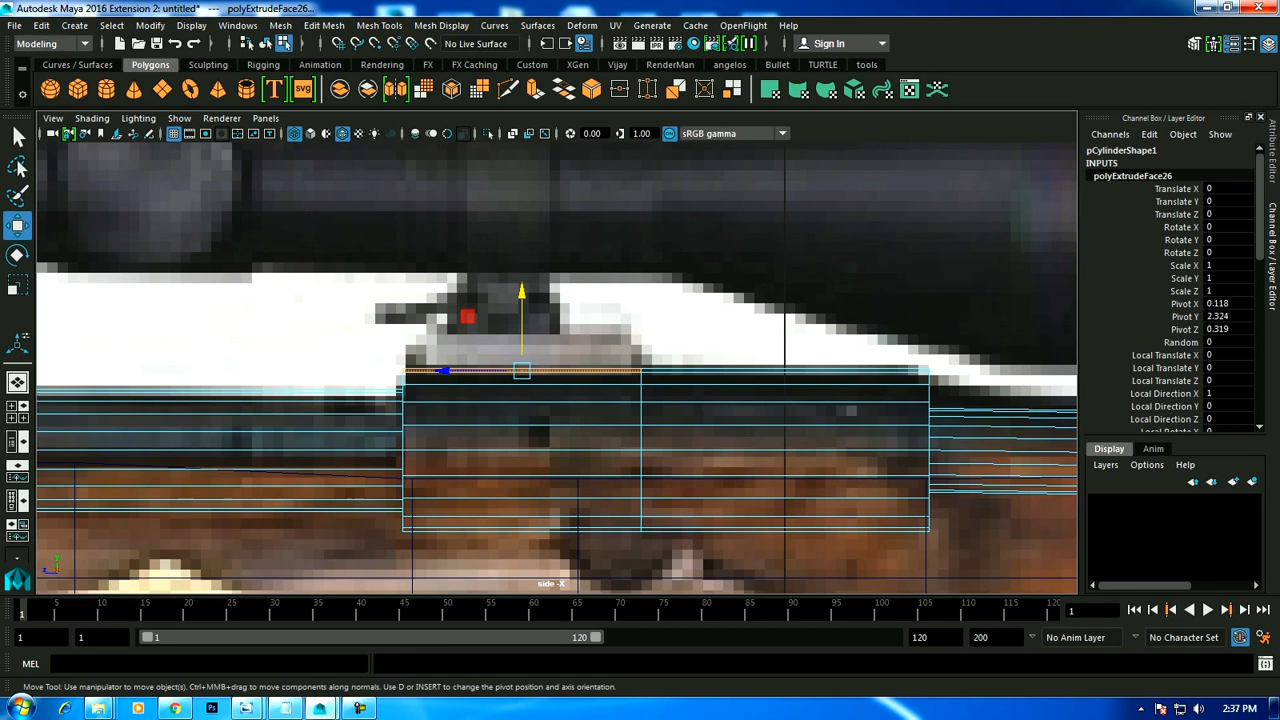 Autodesk Maya 2016 Extension 2: untitled*   ---   polyExtrudeFace26...
File Edit Create Select Modify Display Windows Mesh Edit Mesh Mesh Tools Mesh Display Curves Surfaces Deform UV Generate Cache OpenFlight Help
Modeling No Live Surface Sign In
Curves / Surfaces Polygons Sculpting Rigging Animation Rendering FX FX Caching Custom XGen Vijay RenderMan angelos Bullet TURTLE tools
T svg
View Shading Lighting Show Renderer Panels
0.00 1.00 sRGB gamma
Channel Box / Layer Editor
Channels Edit Object Show
pCylinderShape1
INPUTS
polyExtrudeFace26
Translate X 0
Translate Y 0
Translate Z 0
Rotate X 0
Rotate Y 0
Rotate Z 0
Scale X 1
Scale Y 1
Scale Z 1
Pivot X 0.118
Pivot Y 2.324
Pivot Z 0.319
Random 0
Local Translate X 0
Local Translate Y 0
Local Translate Z 0
Local Direction X 1
Local Direction Y 0
Local Direction Z 0
Attribute Editor
Channel Box / Layer Editor
Display Anim
Layers Options Help
z y
side -X
1 5 10 15 20 25 30 35 40 45 50 55 60 65 70 75 80 85 90 95 100 105 110 115 120
1
1 1 1 120 120 200 No Anim Layer No Character Set
MEL
Move Tool: Use manipulator to move object(s). Ctrl+MMB+drag to move components along normals. Use D or INSERT to change the pivot position and axis orientation.
Ps 2:37 PM